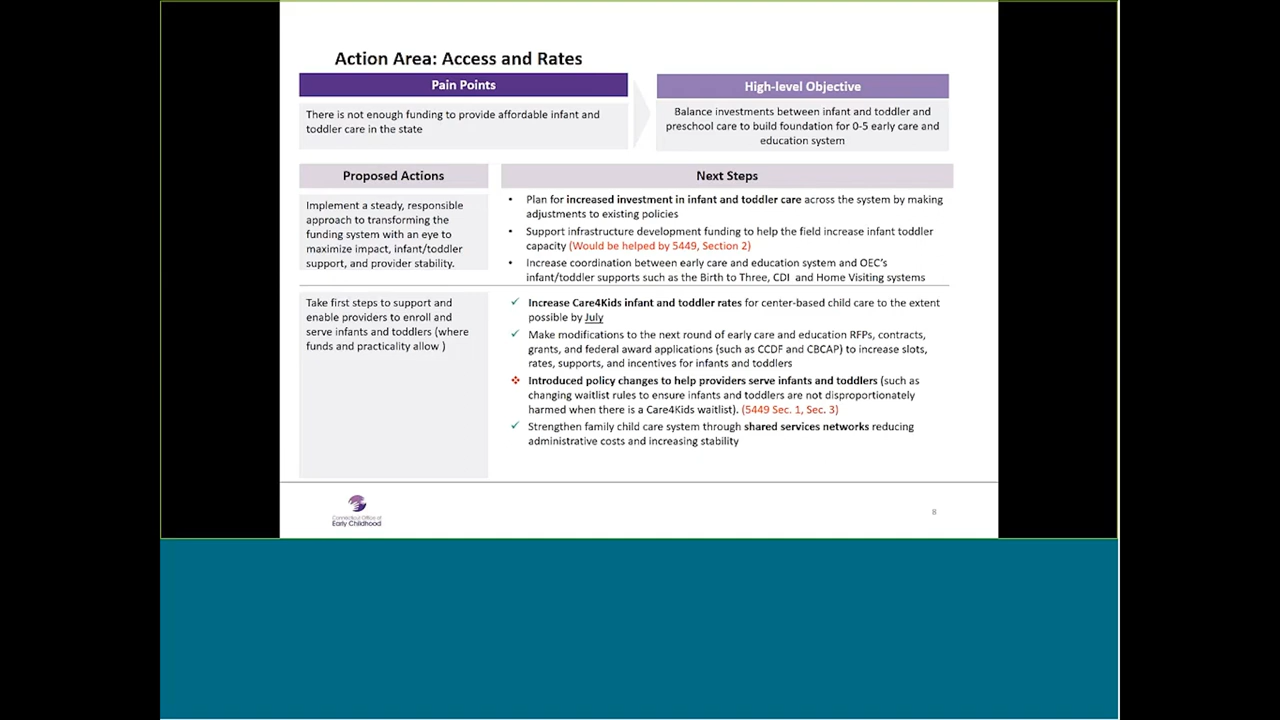 Action Area: Access and Rates
Pain Points
High-level Objective
There is not enough funding to provide affordable infant and
toddler care in the state
Balance investments between infant and toddler and
preschool care to build foundation for 0-5 early care and
education system
Proposed Actions
Next Steps
Implement a steady, responsible
approach to transforming the
funding system with an eye to
maximize impact, infant/toddler
support, and provider stability.
• Plan for increased investment in infant and toddler care across the system by making
adjustments to existing policies
• Support infrastructure development funding to help the field increase infant toddler
capacity (Would be helped by 5449, Section 2)
• Increase coordination between early care and education system and OEC's
infant/toddler supports such as the Birth to Three, CDI and Home Visiting systems
Take first steps to support and
enable providers to enroll and
serve infants and toddlers (where
funds and practicality allow )
✓ Increase Care4Kids infant and toddler rates for center-based child care to the extent
possible by July
✓ Make modifications to the next round of early care and education RFPs, contracts,
grants, and federal award applications (such as CCDF and CBCAP) to increase slots,
rates, supports, and incentives for infants and toddlers
❖ Introduced policy changes to help providers serve infants and toddlers (such as
changing waitlist rules to ensure infants and toddlers are not disproportionately
harmed when there is a Care4Kids waitlist). (5449 Sec. 1, Sec. 3)
✓ Strengthen family child care system through shared services networks reducing
administrative costs and increasing stability
Connecticut Office of
Early Childhood
8